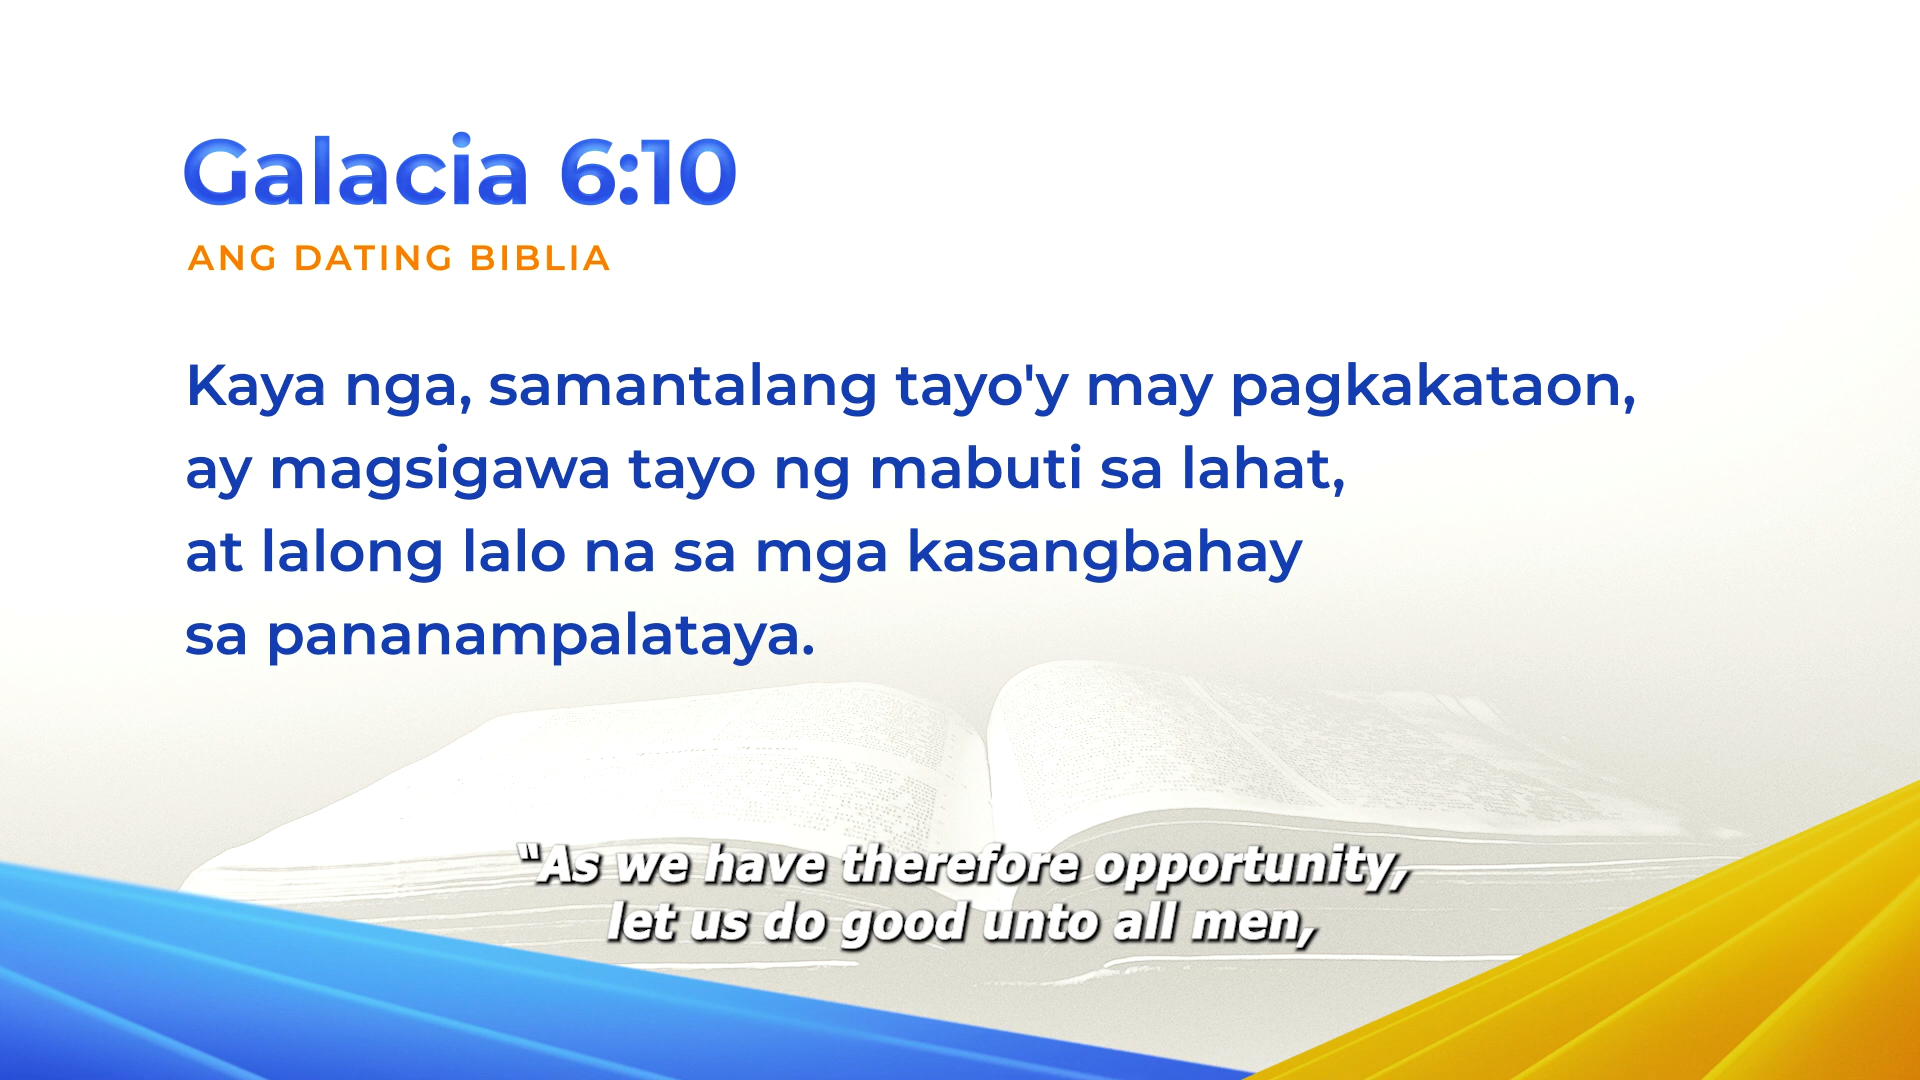 Galacia 6:10
ANG DATING BIBLIA
Kaya nga, samantalang tayo'y may pagkakataon,
ay magsigawa tayo ng mabuti sa lahat,
at lalong lalo na sa mga kasangbahay
sa pananampalataya.
“As we have therefore opportunity,
let us do good unto all men,